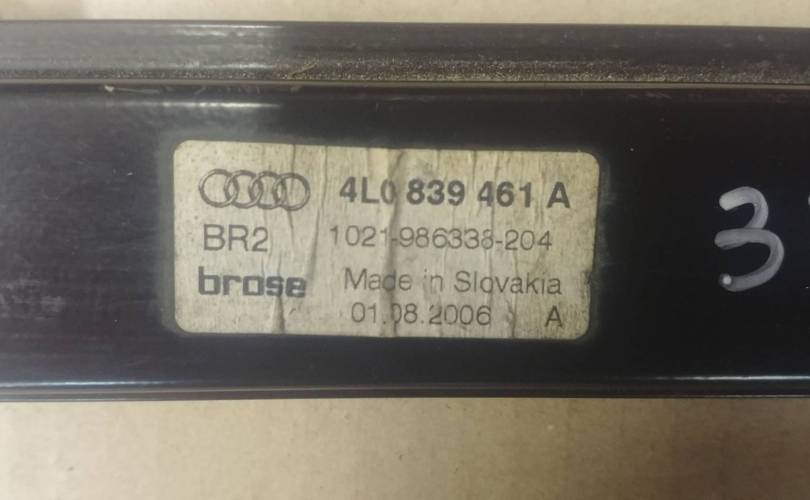 4L0 839 461 A
BR2 1021-986338-204
brose Made in Slovakia
01.08.2006 A
3